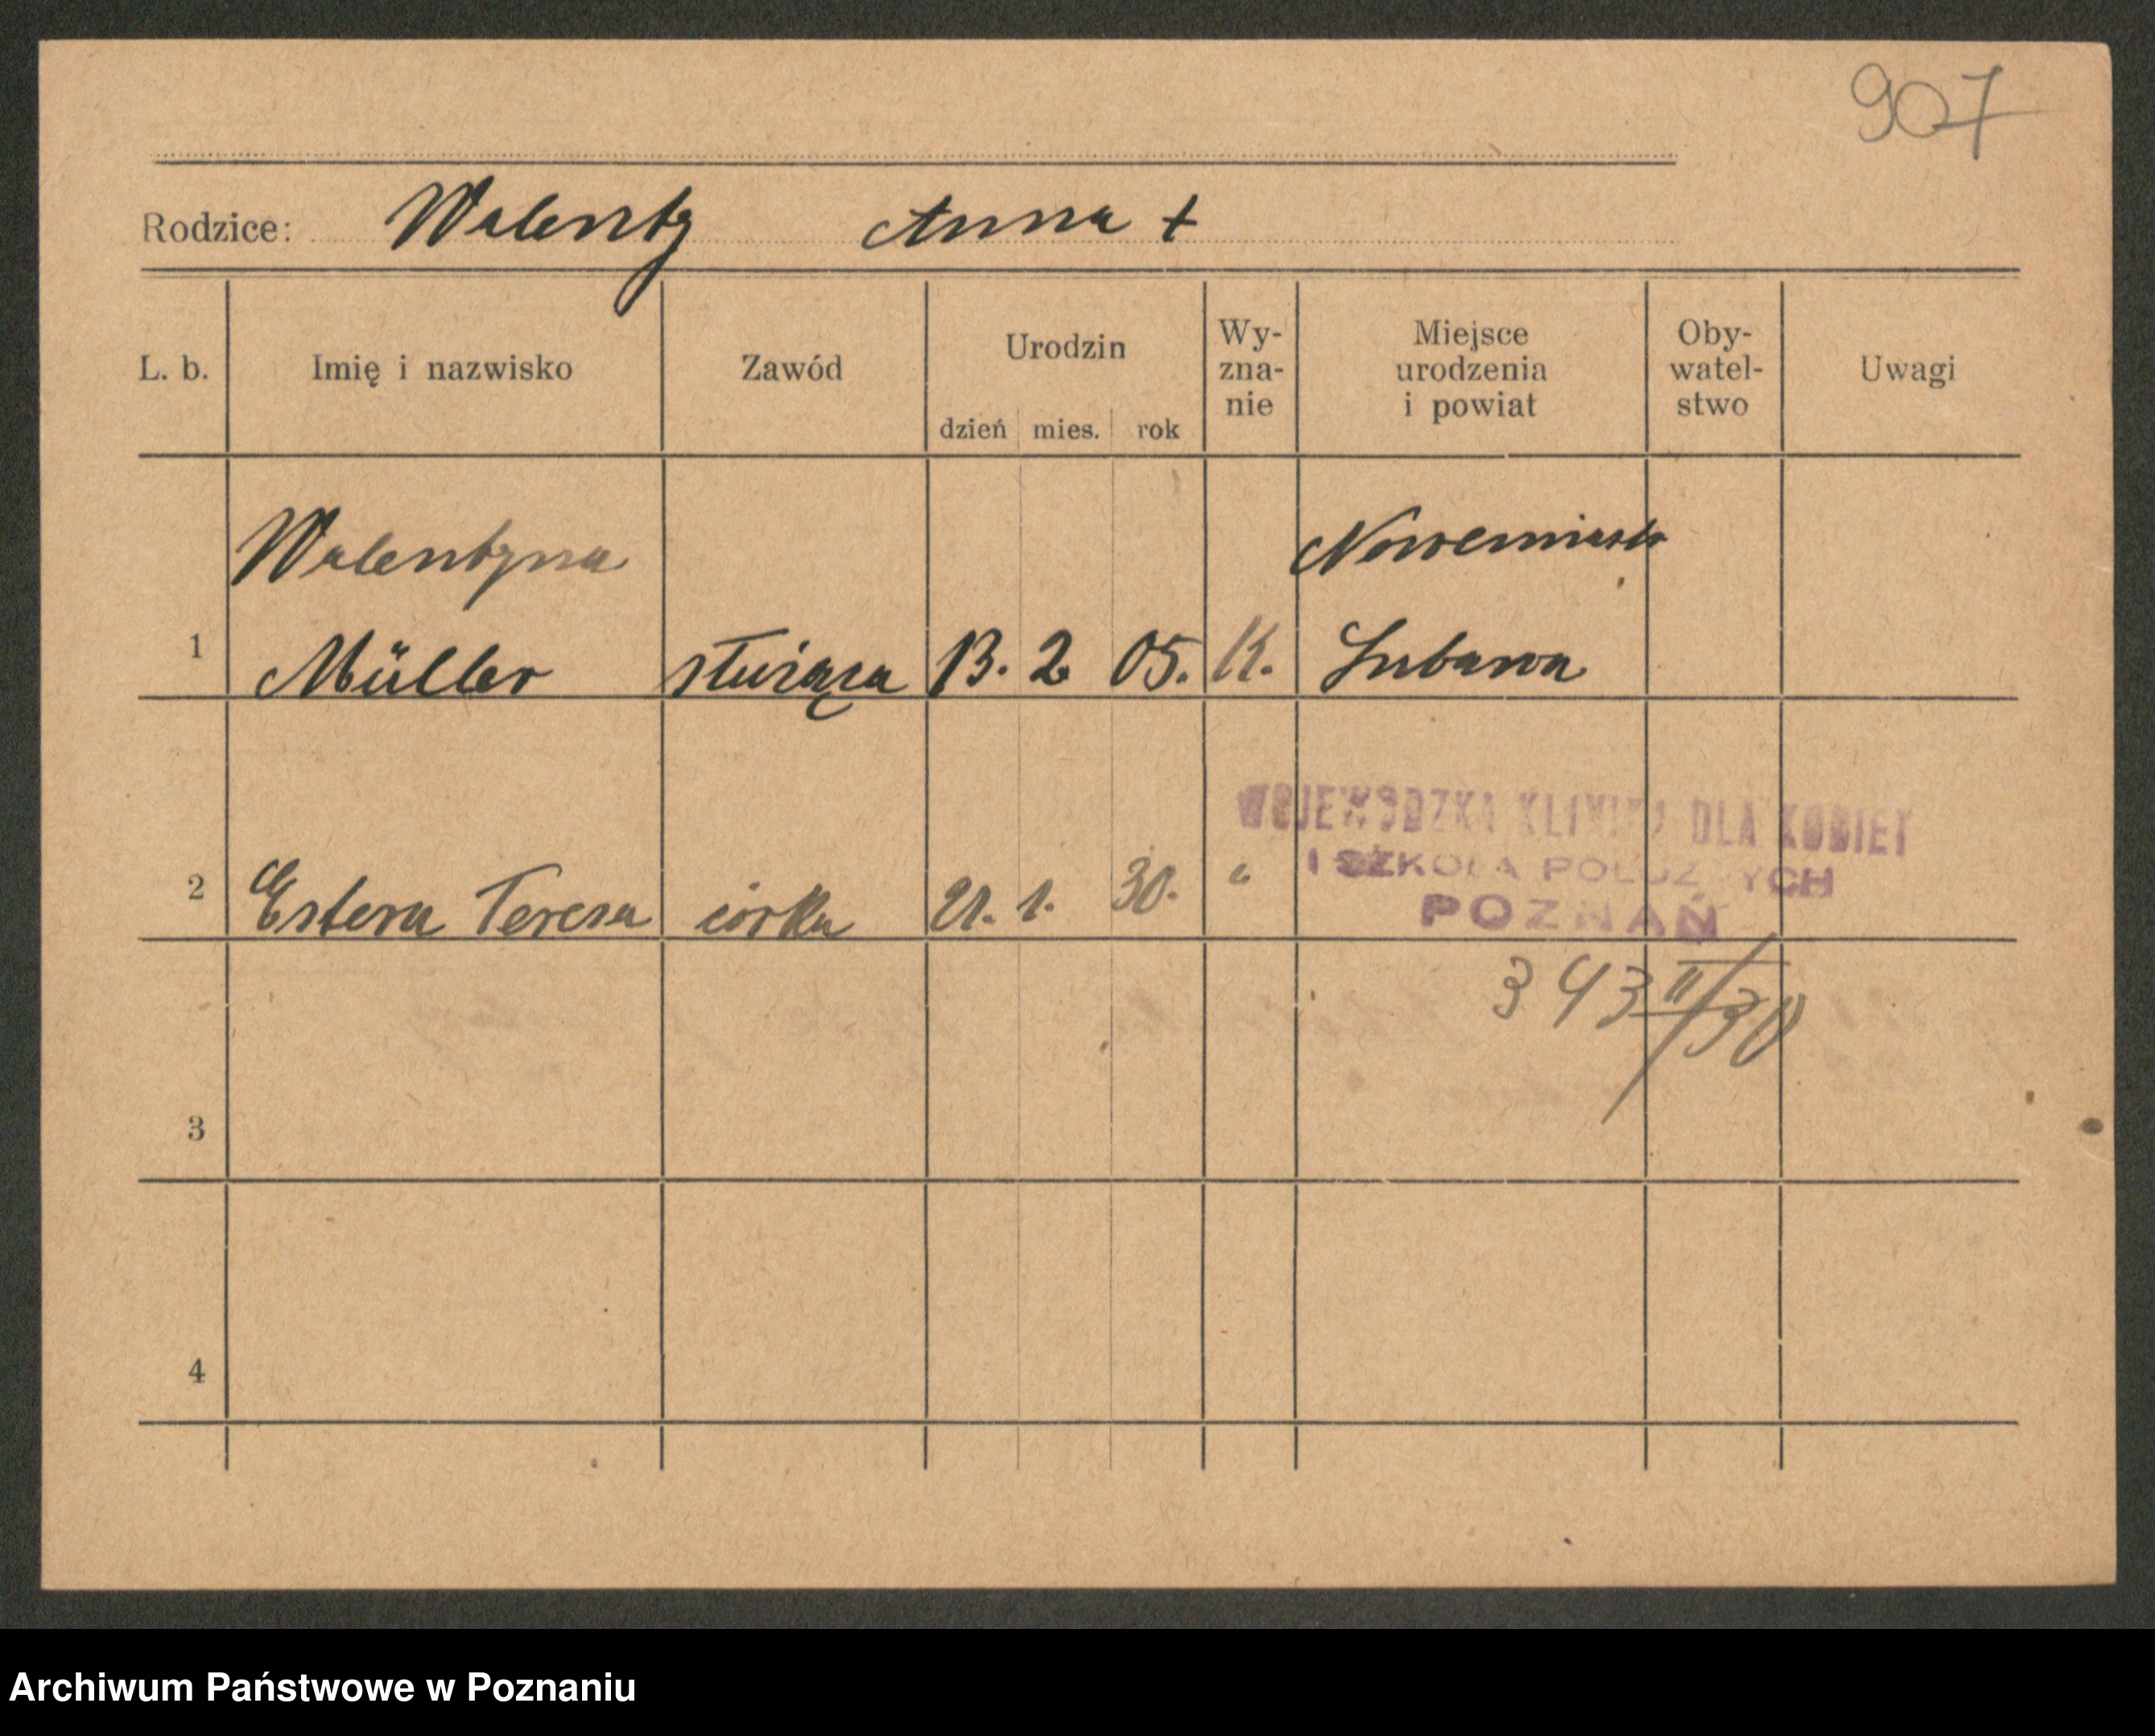 907
Rodzice: Walenty Anna +
L. b. Imię i nazwisko Zawód Urodzin dzień mies. rok Wy-zna-nie Miejsce urodzenia i powiat Oby-watel-stwo Uwagi
Walentyna Nowemiasto
1 Müller służąca 13. 2 05. K. Lubawa
WOJEWÓDZKA KLINIKA DLA KOBIET
I SZKOŁA POŁOŻNYCH
POZNAŃ
2 Estera Teresa córka 21. 1. 30. "
343 II/30
3
4
Archiwum Państwowe w Poznaniu